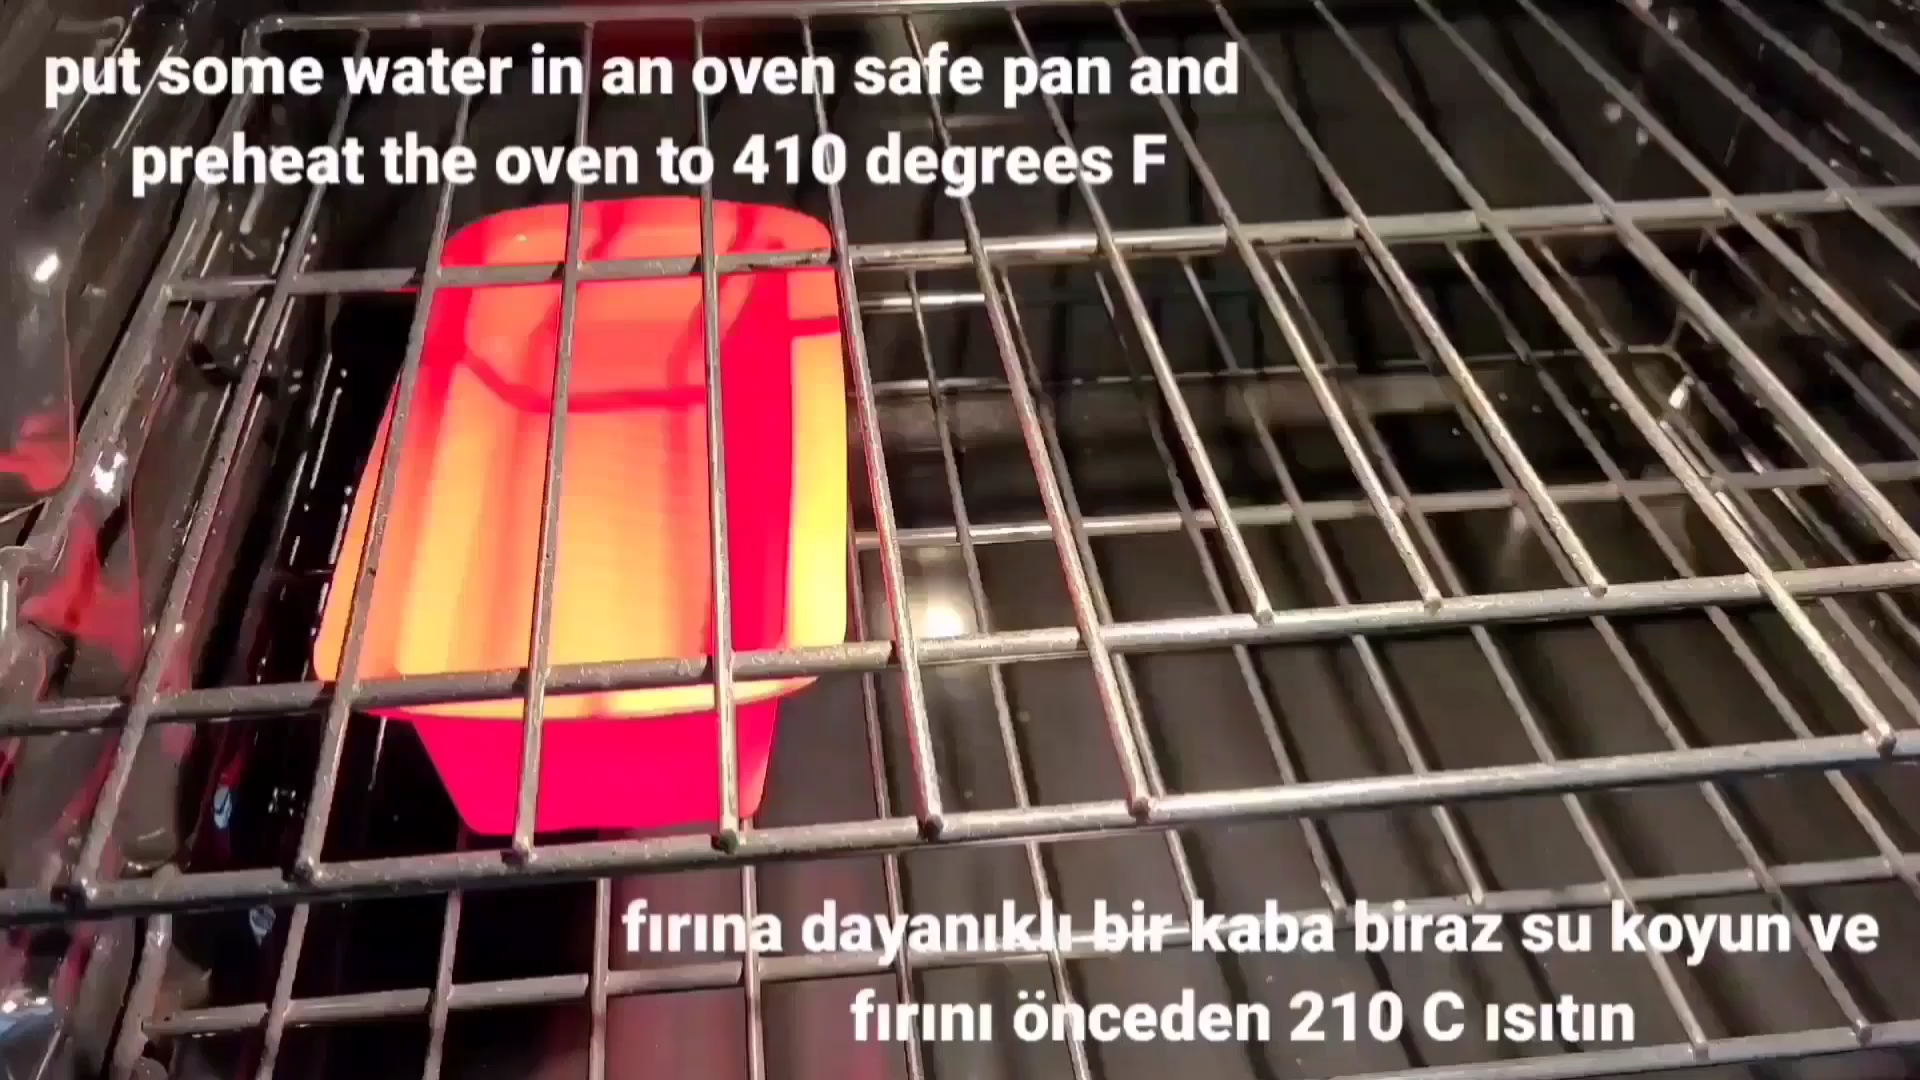 put some water in an oven safe pan and
preheat the oven to 410 degrees F
fırına dayanıklı bir kaba biraz su koyun ve
fırını önceden 210 C ısıtın